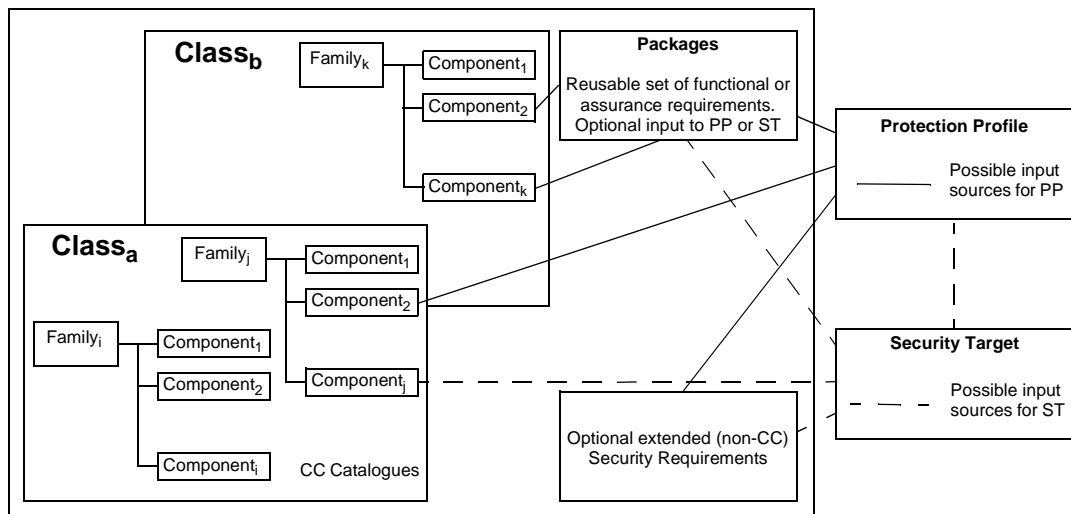 Class_b
Family_k
Component_1
Component_2
Component_k
Packages
Reusable set of functional or
assurance requirements.
Optional input to PP or ST
Protection Profile
Possible input
sources for PP
Class_a
Family_j
Component_1
Component_2
Component_j
Family_i
Component_1
Component_2
Component_i
CC Catalogues
Optional extended (non-CC)
Security Requirements
Security Target
Possible input
sources for ST